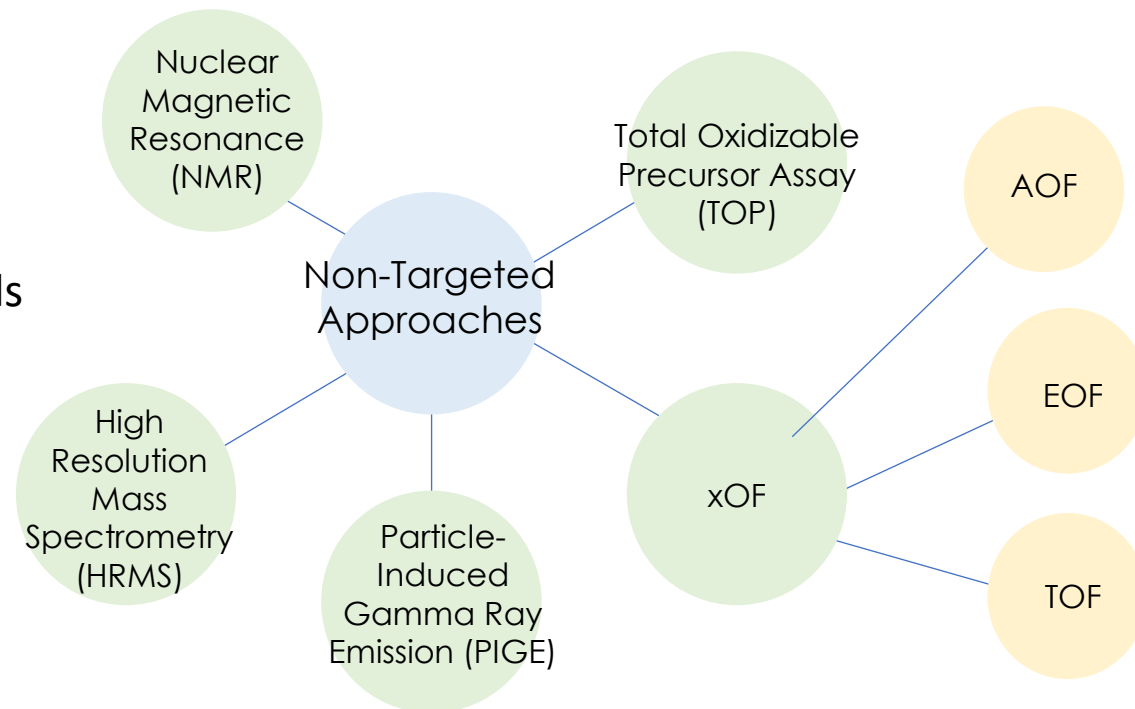 Nuclear
Magnetic
Resonance
(NMR)
Total Oxidizable
Precursor Assay
(TOP)
AOF
Non-Targeted
Approaches
EOF
High
Resolution
Mass
Spectrometry
(HRMS)
xOF
Particle-
Induced
Gamma Ray
Emission (PIGE)
TOF